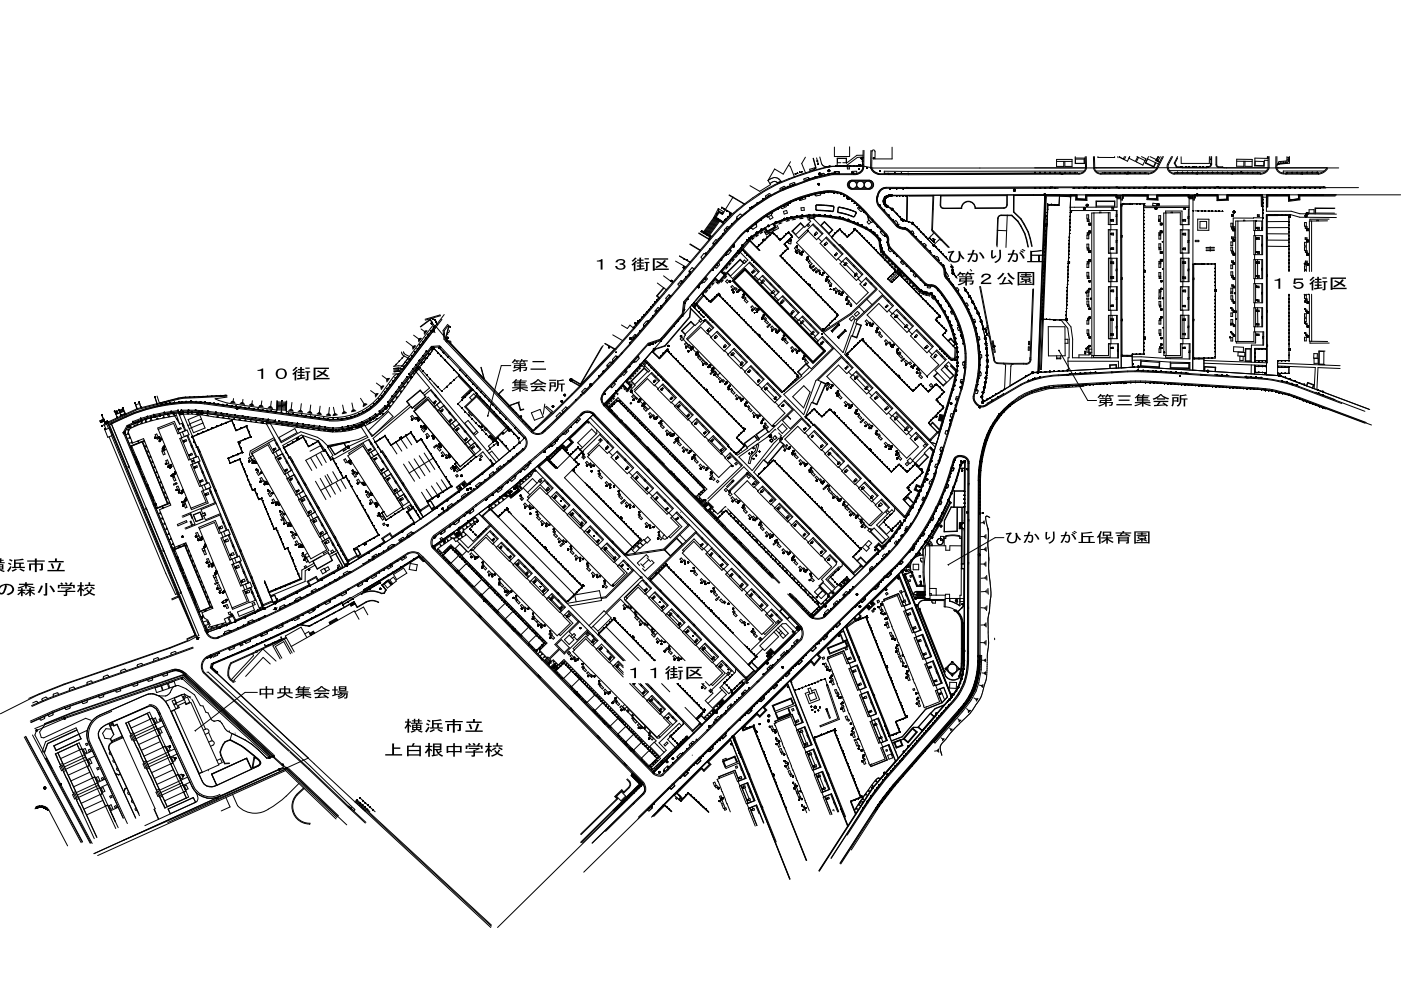 ひかりが丘
第２公園
１３街区
１５街区
第二
集会所
１０街区
第三集会所
ひかりが丘保育園
浜市立
の森小学校
１１街区
中央集会場
横浜市立
上白根中学校